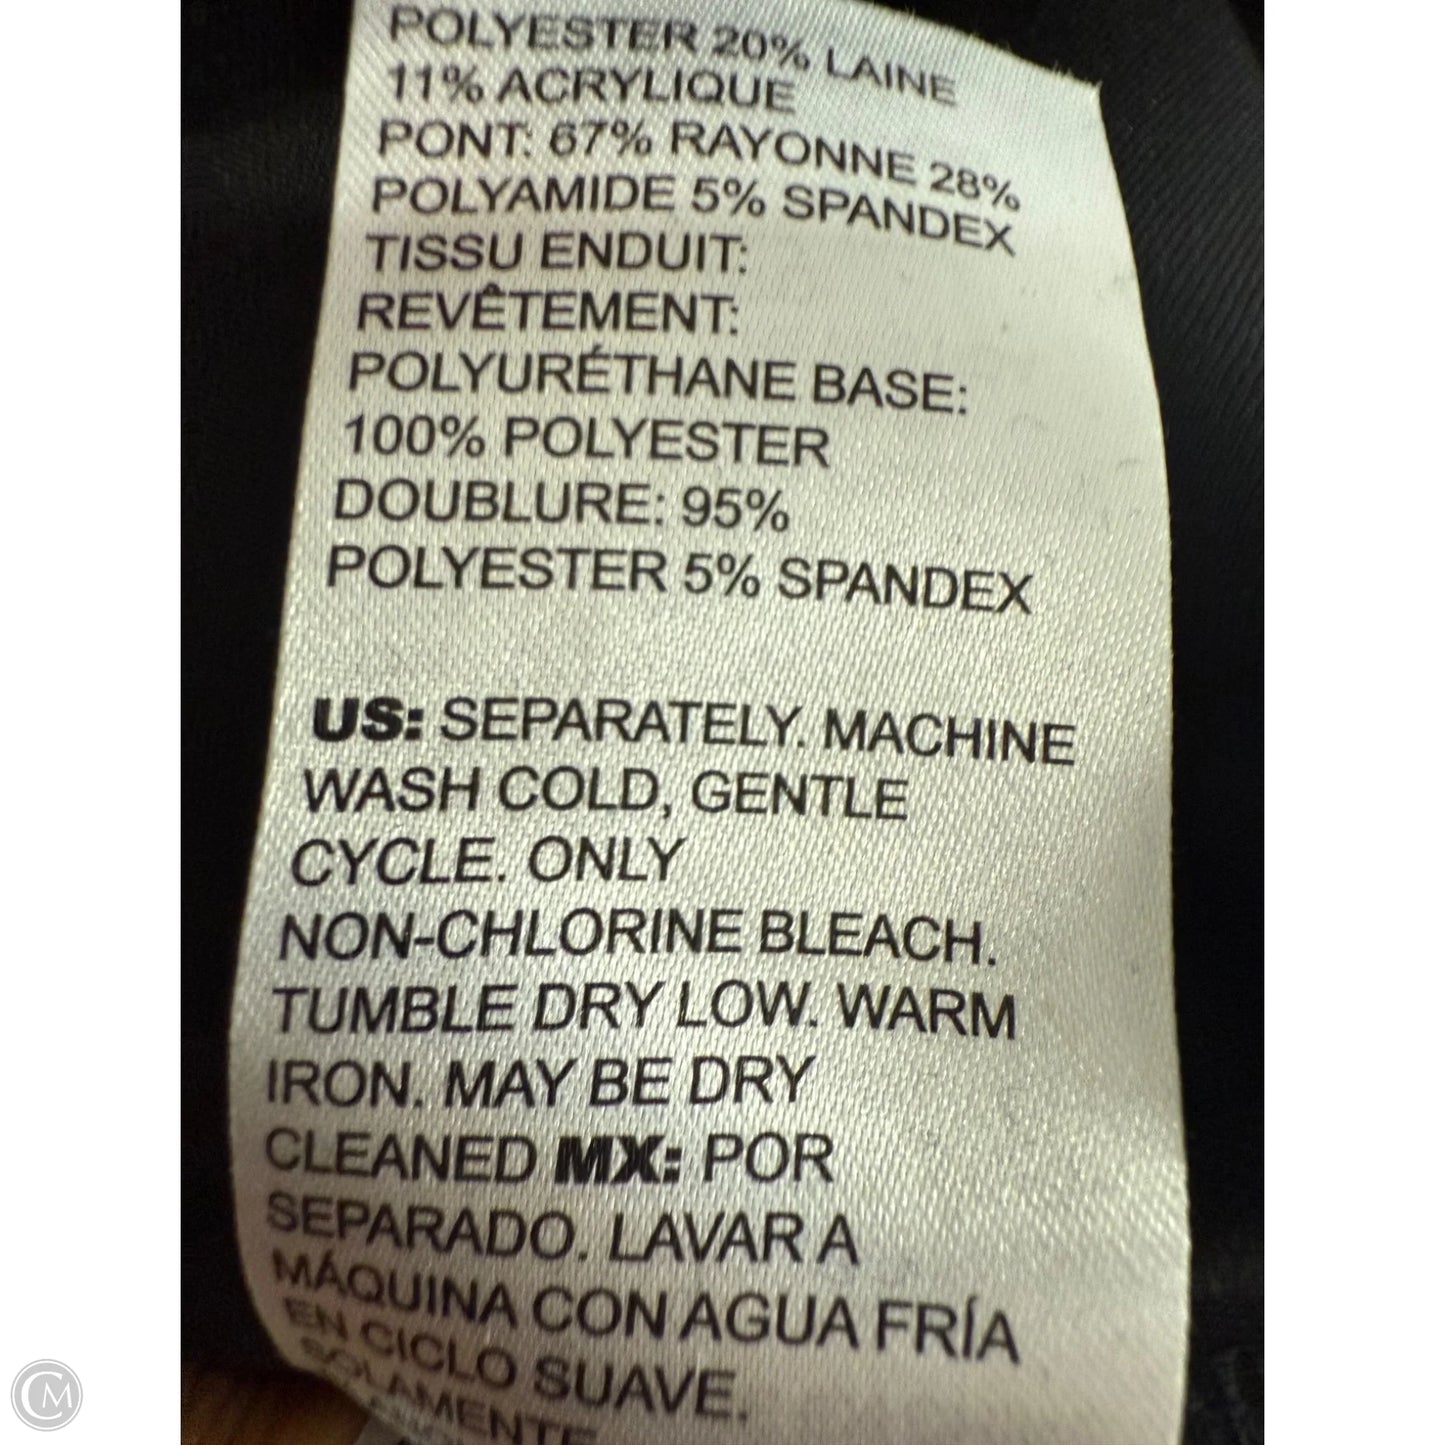 POLYESTER 20% LAINE
11% ACRYLIQUE
PONT: 67% RAYONNE 28%
POLYAMIDE 5% SPANDEX
TISSU ENDUIT:
REVÊTEMENT:
POLYURÉTHANE BASE:
100% POLYESTER
DOUBLURE: 95%
POLYESTER 5% SPANDEX
US: SEPARATELY. MACHINE
WASH COLD, GENTLE
CYCLE. ONLY
NON-CHLORINE BLEACH.
TUMBLE DRY LOW. WARM
IRON. MAY BE DRY
CLEANED MX: POR
SEPARADO. LAVAR A
MÁQUINA CON AGUA FRÍA
EN CICLO SUAVE.
SOLAMENTE
CM